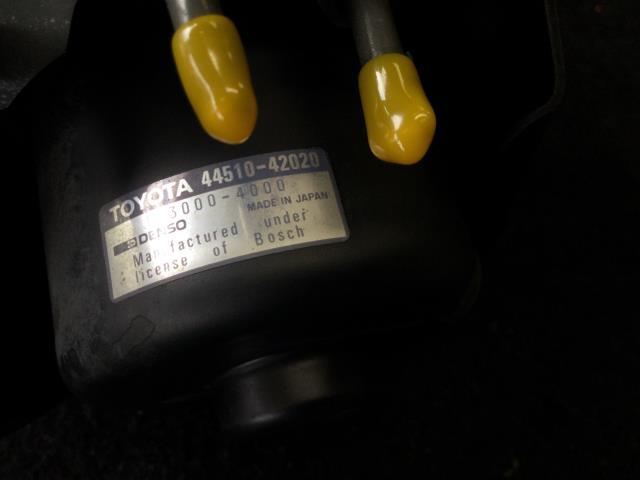 TOYOTA 44510-42020
3000-4000
DENSO MADE IN JAPAN
Manufactured under
license of Bosch